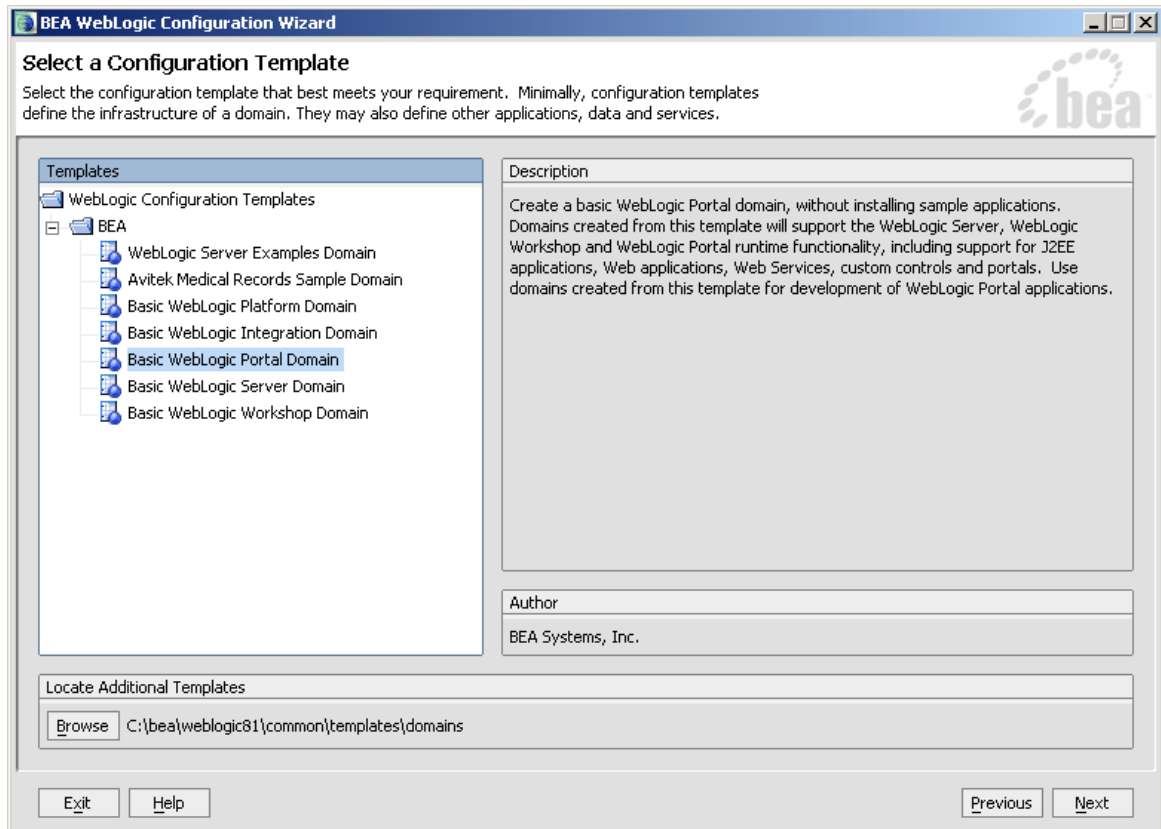 BEA WebLogic Configuration Wizard
Select a Configuration Template
Select the configuration template that best meets your requirement. Minimally, configuration templates
define the infrastructure of a domain. They may also define other applications, data and services.
bea
Templates
WebLogic Configuration Templates
BEA
WebLogic Server Examples Domain
Avitek Medical Records Sample Domain
Basic WebLogic Platform Domain
Basic WebLogic Integration Domain
Basic WebLogic Portal Domain
Basic WebLogic Server Domain
Basic WebLogic Workshop Domain
Description
Create a basic WebLogic Portal domain, without installing sample applications.
Domains created from this template will support the WebLogic Server, WebLogic
Workshop and WebLogic Portal runtime functionality, including support for J2EE
applications, Web applications, Web Services, custom controls and portals. Use
domains created from this template for development of WebLogic Portal applications.
Author
BEA Systems, Inc.
Locate Additional Templates
Browse C:\bea\weblogic81\common\templates\domains
Exit Help Previous Next